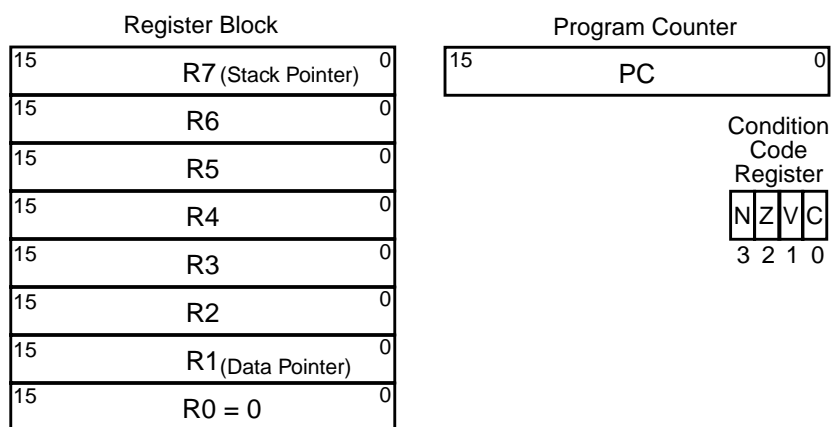 Register Block
15 R7 (Stack Pointer) 0
15 R6 0
15 R5 0
15 R4 0
15 R3 0
15 R2 0
15 R1 (Data Pointer) 0
15 R0 = 0 0
Program Counter
15 PC 0
Condition
Code
Register
N Z V C
3 2 1 0